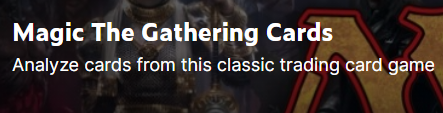 Magic The Gathering Cards
Analyze cards from this classic trading card game